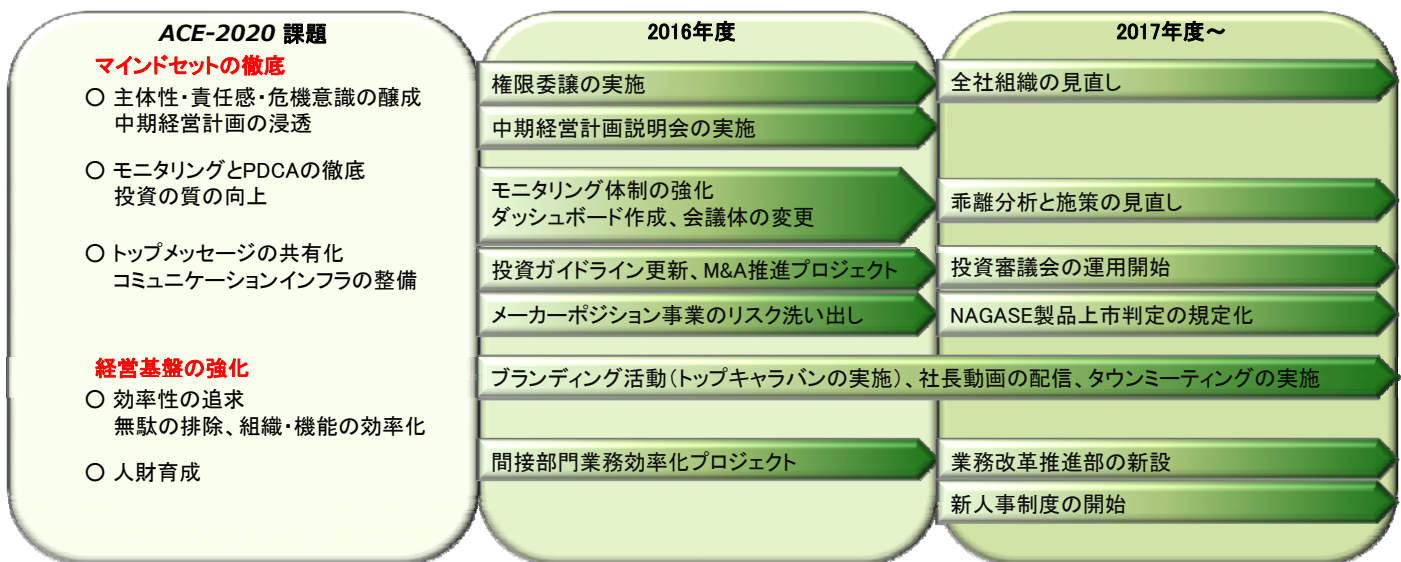 ACE-2020 課題
マインドセットの徹底
〇 主体性・責任感・危機意識の醸成
中期経営計画の浸透
〇 モニタリングとPDCAの徹底
投資の質の向上
〇 トップメッセージの共有化
コミュニケーションインフラの整備
経営基盤の強化
〇 効率性の追求
無駄の排除、組織・機能の効率化
〇 人財育成
2016年度
権限委譲の実施
中期経営計画説明会の実施
モニタリング体制の強化
ダッシュボード作成、会議体の変更
投資ガイドライン更新、M&A推進プロジェクト
メーカーポジション事業のリスク洗い出し
ブランディング活動(トップキャラバンの実施)、社長動画の配信、タウンミーティングの実施
間接部門業務効率化プロジェクト
2017年度～
全社組織の見直し
乖離分析と施策の見直し
投資審議会の運用開始
NAGASE製品上市判定の規定化
業務改革推進部の新設
新人事制度の開始